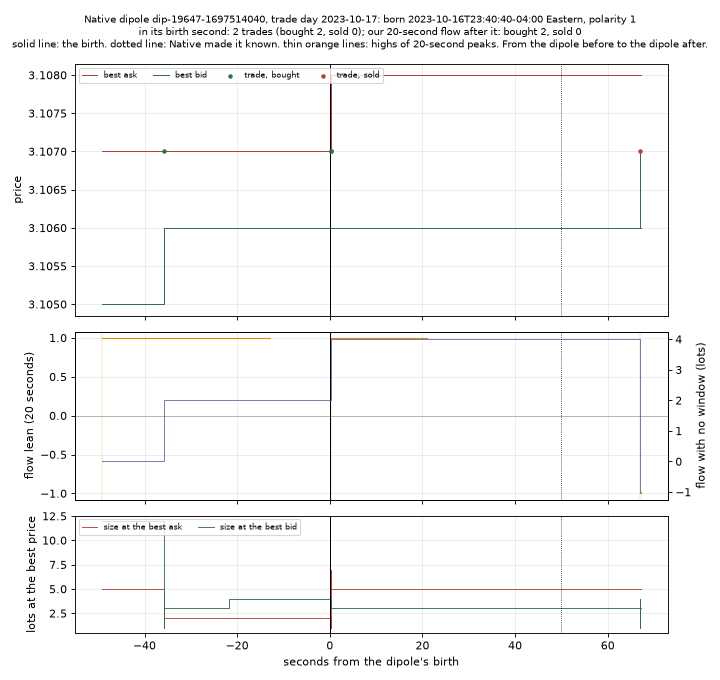 Native dipole dip-19647-1697514040, trade day 2023-10-17: born 2023-10-16T23:40:40-04:00 Eastern, polarity 1
in its birth second: 2 trades (bought 2, sold 0); our 20-second flow after it: bought 2, sold 0
solid line: the birth. dotted line: Native made it known. thin orange lines: highs of 20-second peaks. From the dipole before to the dipole after.
best ask best bid trade, bought trade, sold
3.1080
3.1075
3.1070
3.1065
3.1060
3.1055
3.1050
price
1.0
0.5
0.0
−0.5
−1.0
flow lean (20 seconds)
4
3
2
1
0
−1
flow with no window (lots)
size at the best ask size at the best bid
12.5
10.0
7.5
5.0
2.5
lots at the best price
−40 −20 0 20 40 60
seconds from the dipole's birth